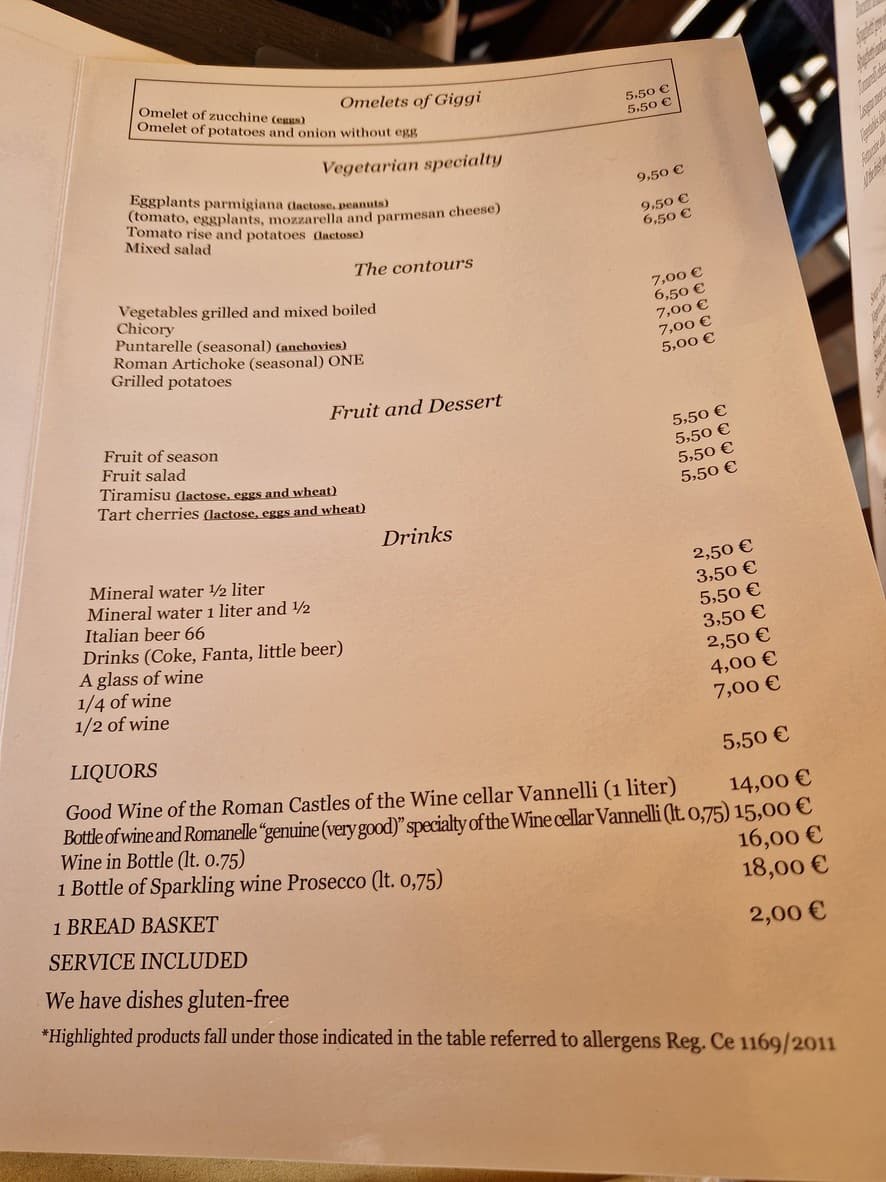 Omelets of Giggi
Omelet of zucchine (eggs) 5,50 €
Omelet of potatoes and onion without egg 5,50 €
Vegetarian specialty
Eggplants parmigiana (lactose, peanuts) 9,50 €
(tomato, eggplants, mozzarella and parmesan cheese)
Tomato rise and potatoes (lactose) 9,50 €
Mixed salad 6,50 €
The contours
Vegetables grilled and mixed boiled 7,00 €
Chicory 6,50 €
Puntarelle (seasonal) (anchovies) 7,00 €
Roman Artichoke (seasonal) ONE 7,00 €
Grilled potatoes 5,00 €
Fruit and Dessert
Fruit of season 5,50 €
Fruit salad 5,50 €
Tiramisu (lactose, eggs and wheat) 5,50 €
Tart cherries (lactose, eggs and wheat) 5,50 €
Drinks
Mineral water ½ liter 2,50 €
Mineral water 1 liter and ½ 3,50 €
Italian beer 66 5,50 €
Drinks (Coke, Fanta, little beer) 3,50 €
A glass of wine 2,50 €
1/4 of wine 4,00 €
1/2 of wine 7,00 €
LIQUORS 5,50 €
Good Wine of the Roman Castles of the Wine cellar Vannelli (1 liter) 14,00 €
Bottle of wine and Romanelle “genuine (very good)” specialty of the Wine cellar Vannelli (lt. 0,75) 15,00 €
Wine in Bottle (lt. 0.75) 16,00 €
1 Bottle of Sparkling wine Prosecco (lt. 0,75) 18,00 €
1 BREAD BASKET 2,00 €
SERVICE INCLUDED
We have dishes gluten-free
*Highlighted products fall under those indicated in the table referred to allergens Reg. Ce 1169/2011